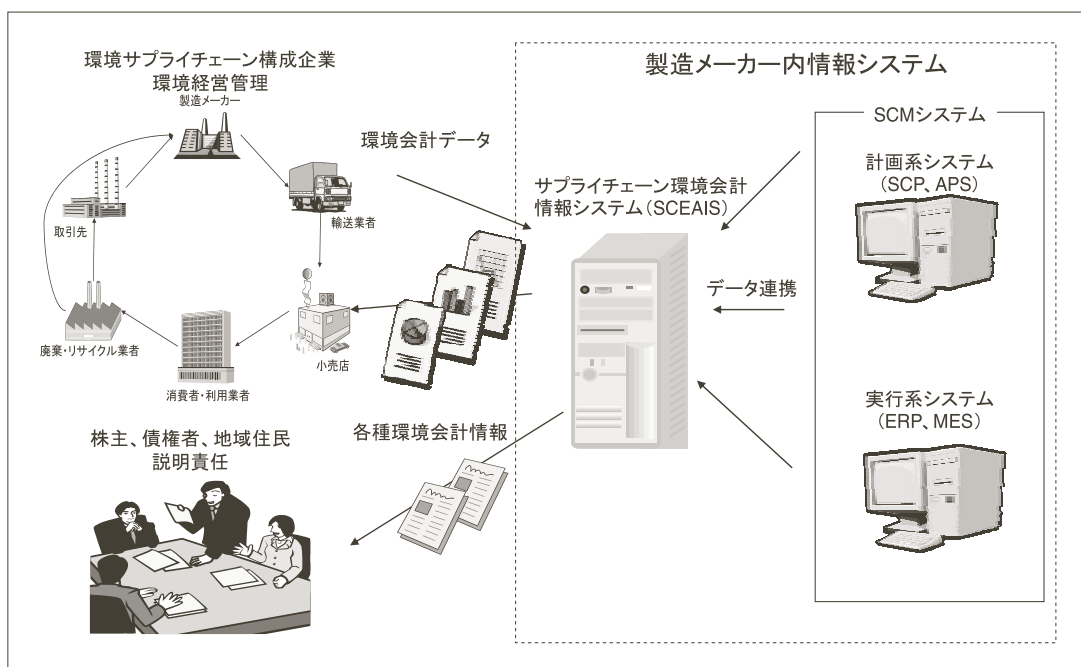 環境サプライチェーン構成企業
環境経営管理
製造メーカー
取引先
輸送業者
廃棄・リサイクル業者
消費者・利用業者
小売店
環境会計データ
製造メーカー内情報システム
サプライチェーン環境会計
情報システム(SCEAIS)
データ連携
SCMシステム
計画系システム
(SCP、APS)
実行系システム
(ERP、MES)
各種環境会計情報
株主、債権者、地域住民
説明責任